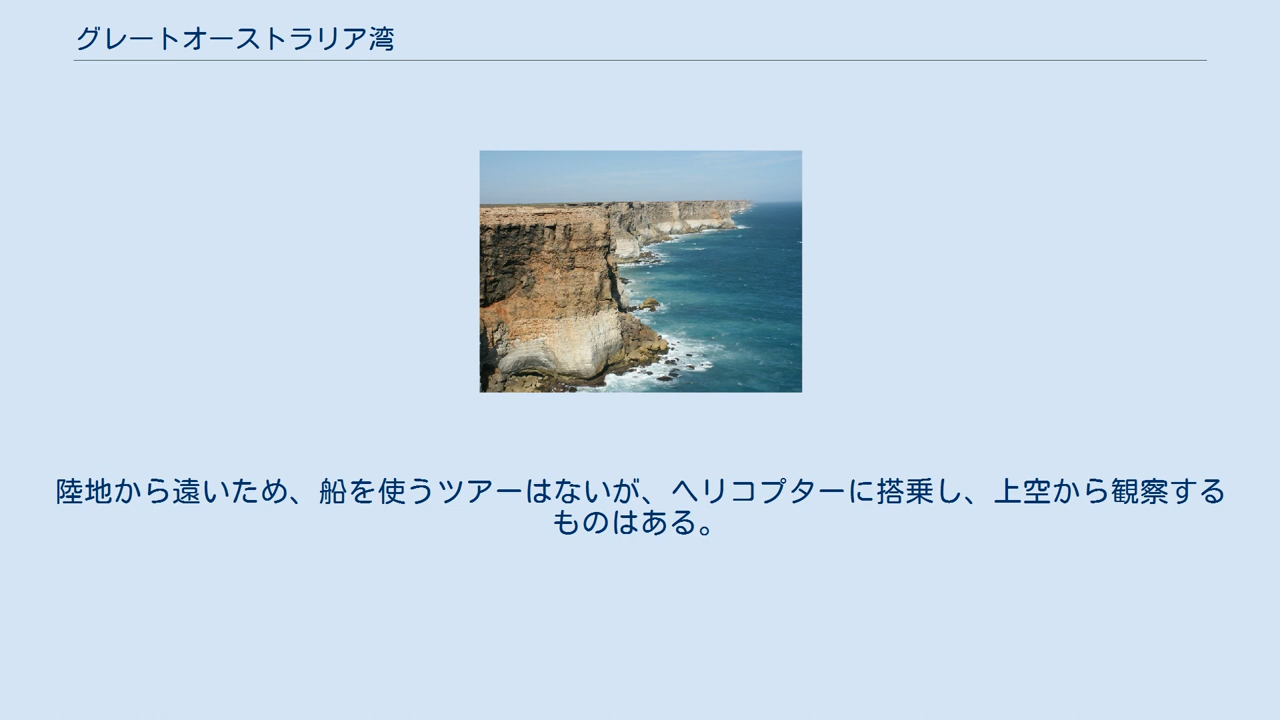 グレートオーストラリア湾
陸地から遠いため、船を使うツアーはないが、ヘリコプターに搭乗し、上空から観察する
ものはある。